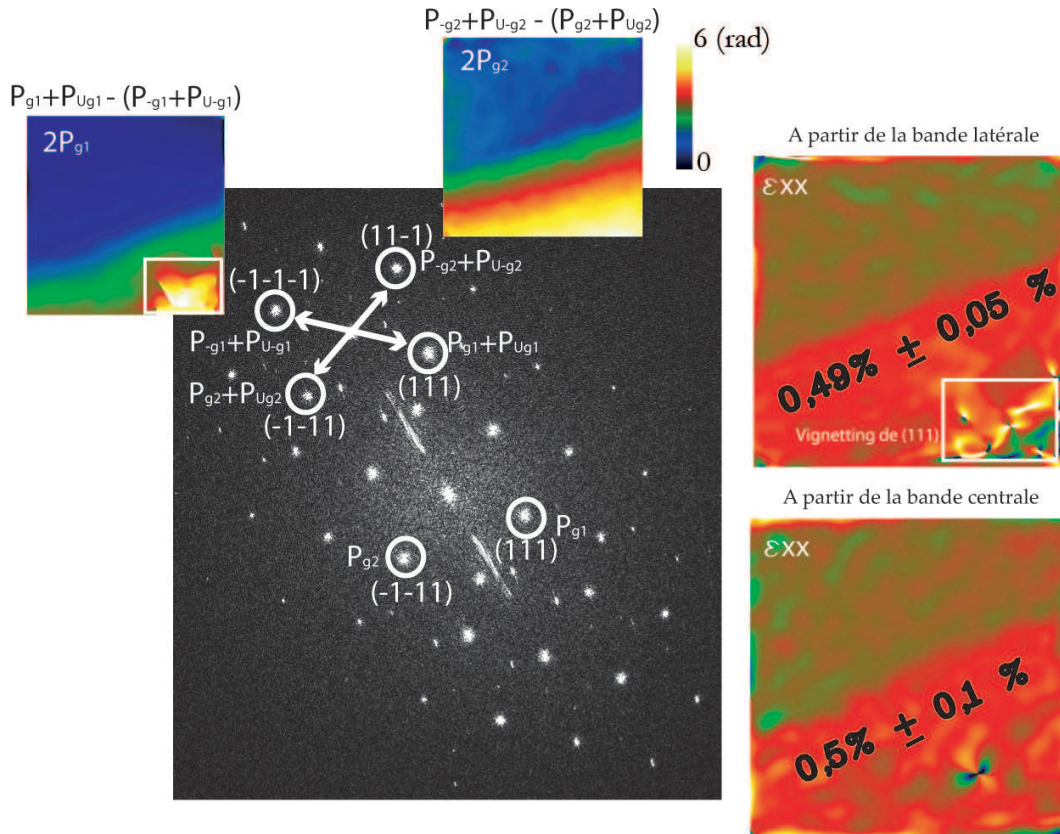 P-g2+PU-g2 - (Pg2+PUg2)
6 (rad)
2Pg2
0
Pg1+PUg1 - (P-g1+PU-g1)
2Pg1
(11-1)
P-g2+PU-g2
(-1-1-1)
P-g1+PU-g1
Pg1+PUg1
(111)
Pg2+PUg2
(-1-11)
Pg1
(111)
Pg2
(-1-11)
A partir de la bande latérale
εxx
0,49% ± 0,05 %
Vignetting de (111)
A partir de la bande centrale
εxx
0,5% ± 0,1 %